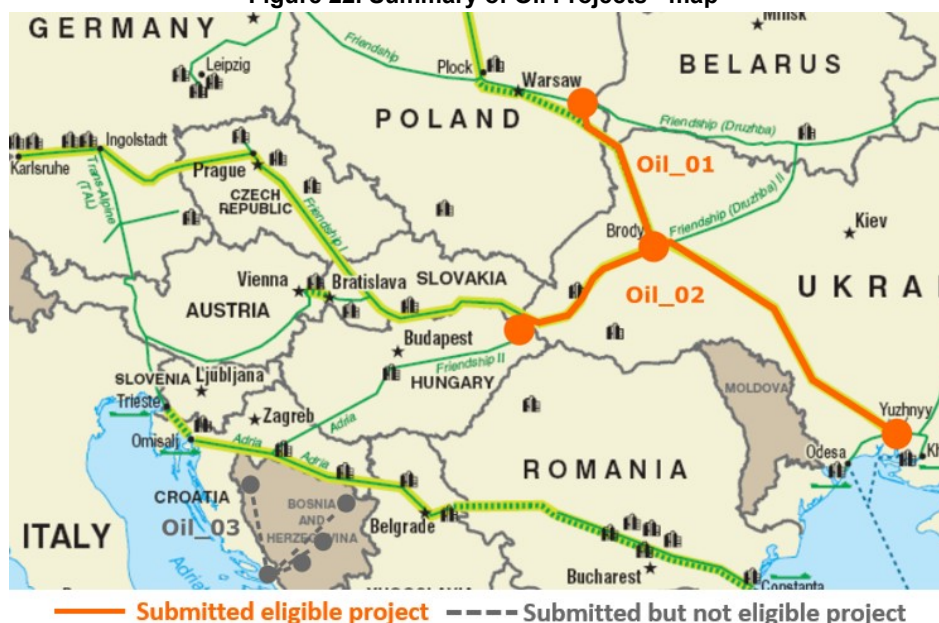 Figure 22: Summary of Oil Projects - map
GERMANY
Minsk
Leipzig
Friendship
Plock
Warsaw
BELARUS
POLAND
Friendship (Druzhba)
Karlsruhe
Ingolstadt
Trans-Alpine
(TAL)
Prague
CZECH
REPUBLIC
Friendship I
Oil_01
Friendship (Druzhba) II
Brody
Kiev
Vienna
Bratislava
SLOVAKIA
Oil_02
UKRAI
AUSTRIA
Budapest
Friendship II
HUNGARY
MOLDOVA
SLOVENIA
Ljubljana
Trieste
Zagreb
Adria
Yuzhnyy
Omisalj
Adria
Adria
Odesa
Kh
ROMANIA
CROATIA
BOSNIA
AND
HERZEGOVINA
Oil_03
ITALY
Belgrade
Adria
Bucharest
Constanta
YUGOSLAVIA
Submitted eligible project
Submitted but not eligible project